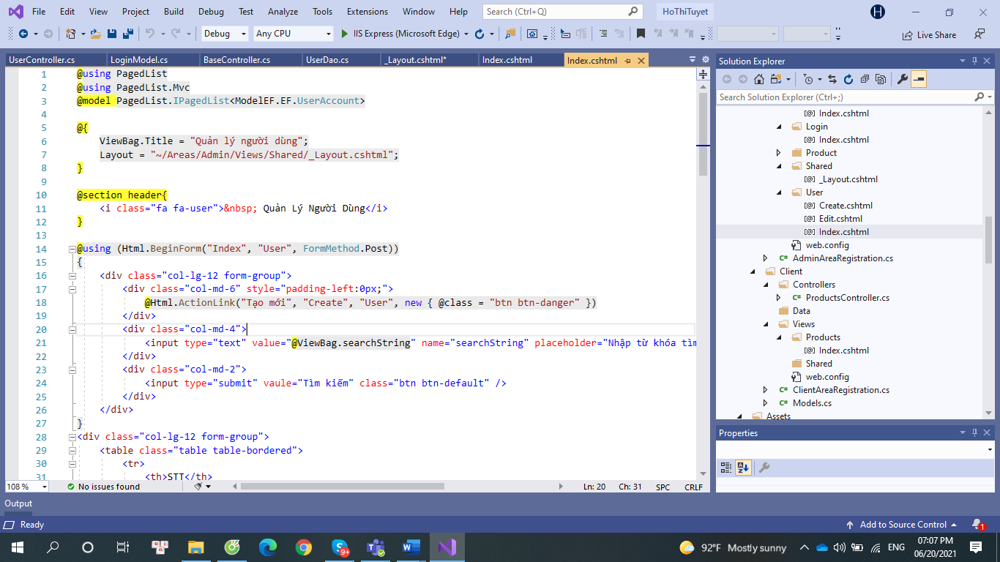 File Edit View Project Build Debug Test Analyze Tools Extensions Window Help Search (Ctrl+Q) HoThiTuyet H
Debug Any CPU IIS Express (Microsoft Edge) Live Share
UserController.cs LoginModel.cs BaseController.cs UserDao.cs _Layout.cshtml* Index.cshtml Index.cshtml
1 @using PagedList
2 @using PagedList.Mvc
3 @model PagedList.IPagedList<ModelEF.EF.UserAccount>
4
5 @{
6 ViewBag.Title = "Quản lý người dùng";
7 Layout = "~/Areas/Admin/Views/Shared/_Layout.cshtml";
8 }
9
10 @section header{
11 <i class="fa fa-user">&nbsp; Quản Lý Người Dùng</i>
12 }
13
14 @using (Html.BeginForm("Index", "User", FormMethod.Post))
15 {
16 <div class="col-lg-12 form-group">
17 <div class="col-md-6" style="padding-left:0px;">
18 @Html.ActionLink("Tạo mới", "Create", "User", new { @class = "btn btn-danger" })
19 </div>
20 <div class="col-md-4">
21 <input type="text" value="@ViewBag.searchString" name="searchString" placeholder="Nhập từ khóa tìm
22 </div>
23 <div class="col-md-2">
24 <input type="submit" vaule="Tìm kiếm" class="btn btn-default" />
25 </div>
26 </div>
27 }
28 <div class="col-lg-12 form-group">
29 <table class="table table-bordered">
30 <tr>
31 <th>STT</th>
108 % No issues found Ln: 20 Ch: 31 SPC CRLF
Solution Explorer
Search Solution Explorer (Ctrl+;)
Index.cshtml
Login
Index.cshtml
Product
Shared
_Layout.cshtml
User
Create.cshtml
Edit.cshtml
Index.cshtml
web.config
AdminAreaRegistration.cs
Client
Controllers
ProductsController.cs
Data
Views
Products
Index.cshtml
Shared
web.config
ClientAreaRegistration.cs
Models.cs
Assets
Properties
Output
Ready Add to Source Control 1
9+ 92°F Mostly sunny ENG 07:07 PM
06/20/2021